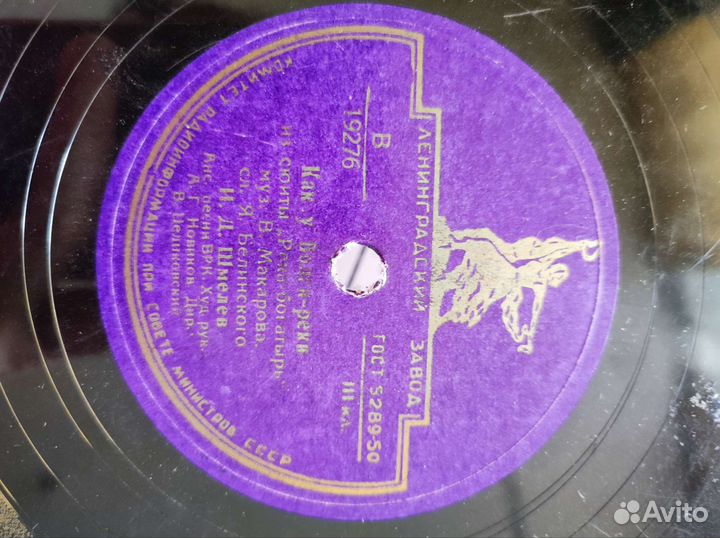 ЛЕНИНГРАДСКИЙ ЗАВОД
В
19276
ГОСТ 5289-50
III кл.
Как у Волги-реки
из сюиты „Река-богатырь"
муз. В. Макарова
сл. Я. Белинского
И. Д. Шмелев
Анс. песни ВРК. Худ. рук.
А. Г. Новиков. Дир.
В. Целиковский
КОМИТЕТ РАДИОИНФОРМАЦИИ ПРИ СОВЕТЕ МИНИСТРОВ СССР
Avito